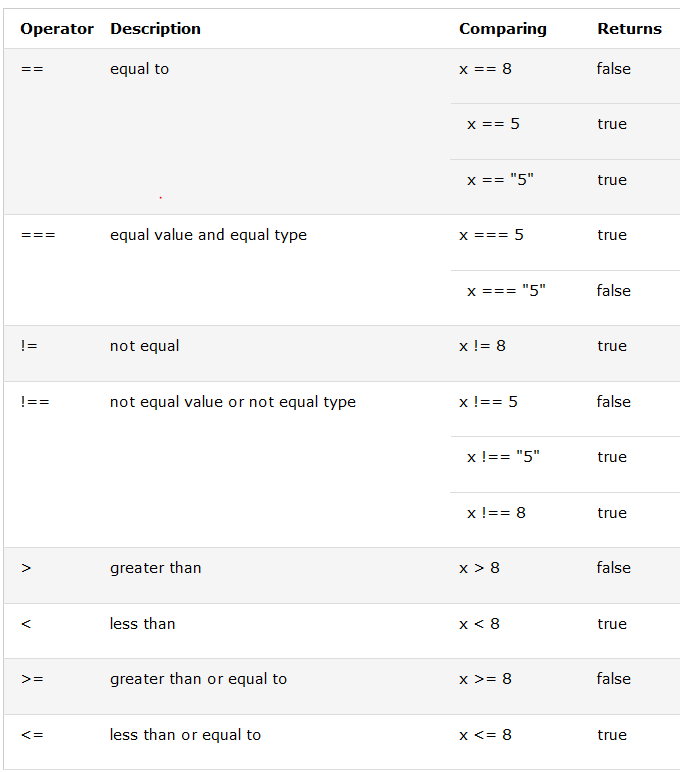 Operator Description Comparing Returns
== equal to x == 8 false
x == 5 true
x == "5" true
=== equal value and equal type x === 5 true
x === "5" false
!= not equal x != 8 true
!== not equal value or not equal type x !== 5 false
x !== "5" true
x !== 8 true
> greater than x > 8 false
< less than x < 8 true
>= greater than or equal to x >= 8 false
<= less than or equal to x <= 8 true